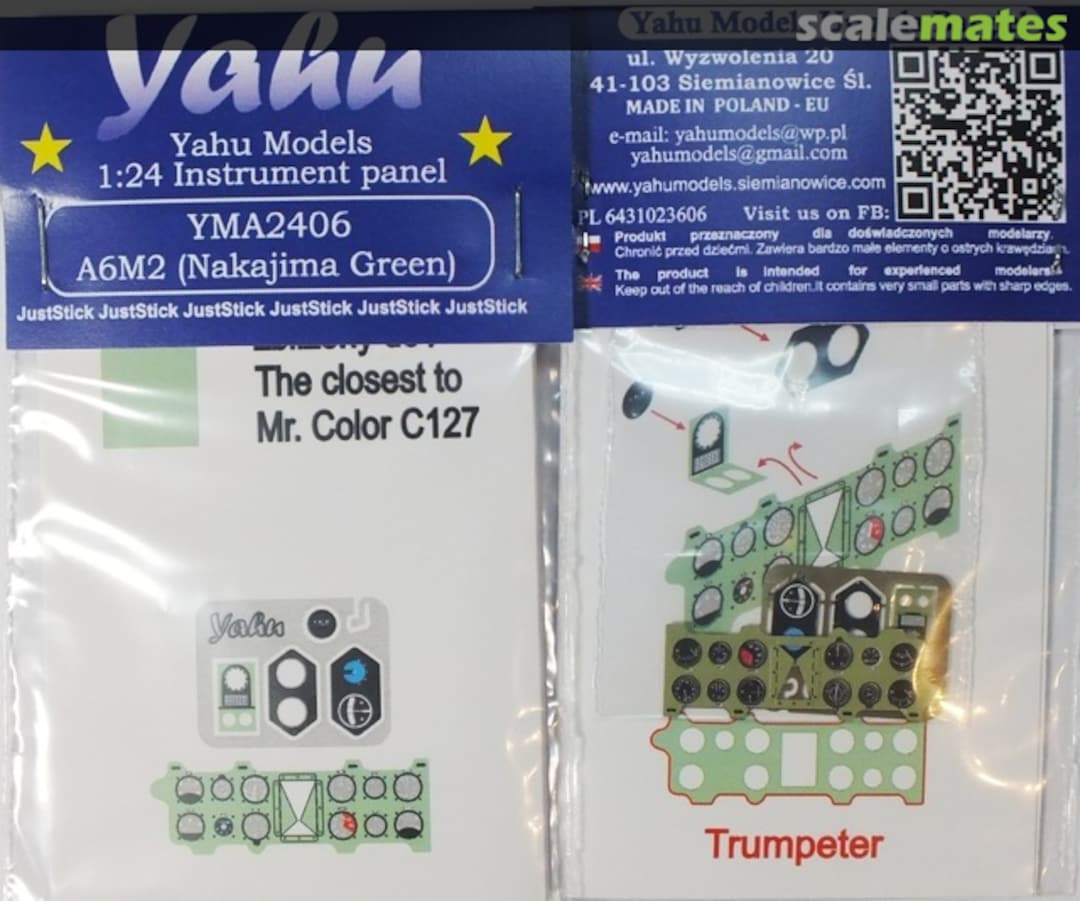 scalemates
Yahu
Yahu Models
1:24 Instrument panel
YMA2406
A6M2 (Nakajima Green)
JustStick JustStick JustStick JustStick JustStick JustStick
The closest to
Mr. Color C127
Yahu
Yahu Models
ul. Wyzwolenia 20
41-103 Siemianowice Śl.
MADE IN POLAND - EU
e-mail: yahumodels@wp.pl
yahumodels@gmail.com
www.yahumodels.siemianowice.com
PL 6431023606 Visit us on FB:
Produkt przeznaczony dla doświadczonych modelarzy.
Chronić przed dziećmi. Zawiera bardzo małe elementy o ostrych krawędziach.
The product is intended for experienced modelers.
Keep out of the reach of children.It contains very small parts with sharp edges.
Trumpeter